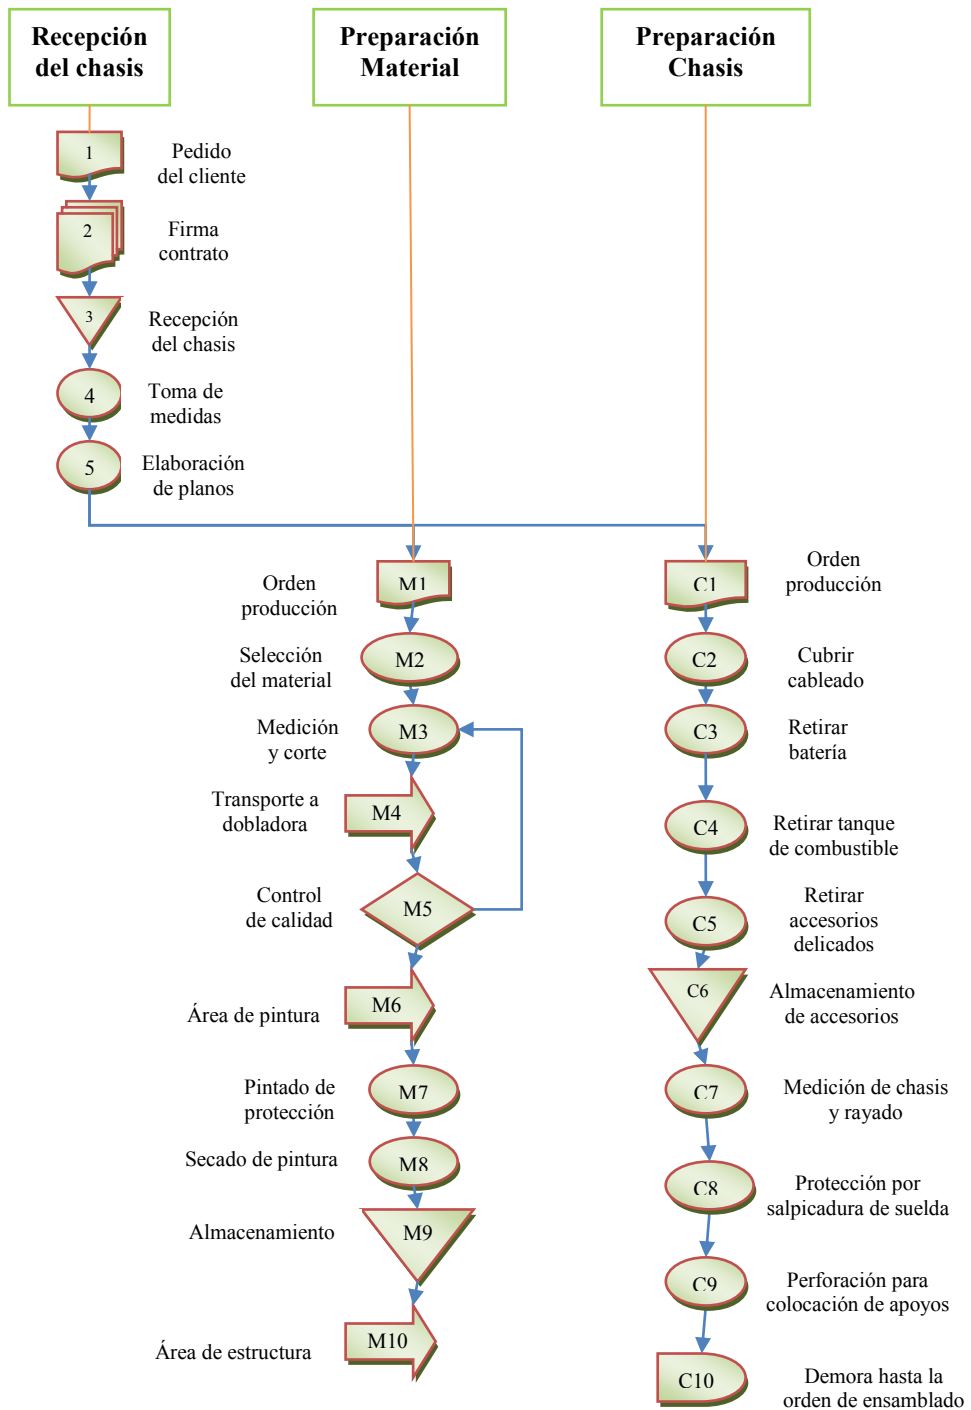 Recepción
del chasis
Preparación
Material
Preparación
Chasis
1
Pedido
del cliente
2
Firma
contrato
3
Recepción
del chasis
4
Toma de
medidas
5
Elaboración
de planos
Orden
producción
M1
Selección
del material
M2
Medición
y corte
M3
Transporte a
dobladora
M4
Control
de calidad
M5
Área de pintura
M6
Pintado de
protección
M7
Secado de pintura
M8
Almacenamiento
M9
Área de estructura
M10
C1
Orden
producción
C2
Cubrir
cableado
C3
Retirar
batería
C4
Retirar tanque
de combustible
C5
Retirar
accesorios
delicados
C6
Almacenamiento
de accesorios
C7
Medición de chasis
y rayado
C8
Protección por
salpicadura de suelda
C9
Perforación para
colocación de apoyos
C10
Demora hasta la
orden de ensamblado